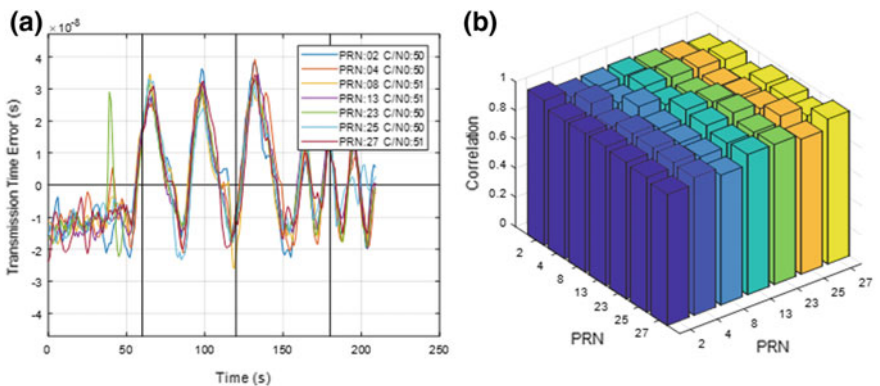 (a)
×10⁻⁸
4
3
2
1
0
-1
-2
-3
-4
Transmission Time Error (s)
0 50 100 150 200 250
Time (s)
PRN:02 C/N0:50
PRN:04 C/N0:50
PRN:08 C/N0:51
PRN:13 C/N0:51
PRN:23 C/N0:50
PRN:25 C/N0:50
PRN:27 C/N0:51
(b)
1
0.8
0.6
0.4
0.2
0
Correlation
2 4 8 13 23 25 27
PRN
2 4 8 13 23 25 27
PRN